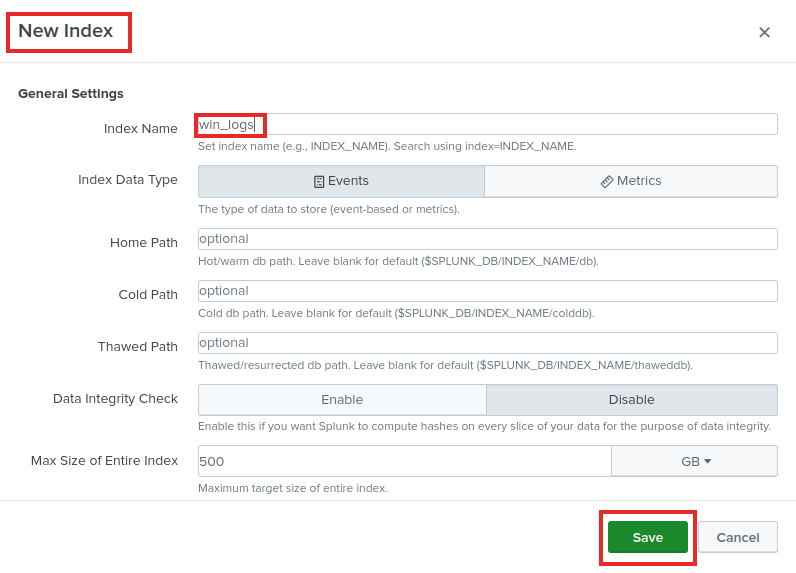 New Index
General Settings
Index Name win_logs
Set index name (e.g., INDEX_NAME). Search using index=INDEX_NAME.
Index Data Type Events Metrics
The type of data to store (event-based or metrics).
Home Path optional
Hot/warm db path. Leave blank for default ($SPLUNK_DB/INDEX_NAME/db).
Cold Path optional
Cold db path. Leave blank for default ($SPLUNK_DB/INDEX_NAME/colddb).
Thawed Path optional
Thawed/resurrected db path. Leave blank for default ($SPLUNK_DB/INDEX_NAME/thaweddb).
Data Integrity Check Enable Disable
Enable this if you want Splunk to compute hashes on every slice of your data for the purpose of data integrity.
Max Size of Entire Index 500 GB
Maximum target size of entire index.
Save Cancel